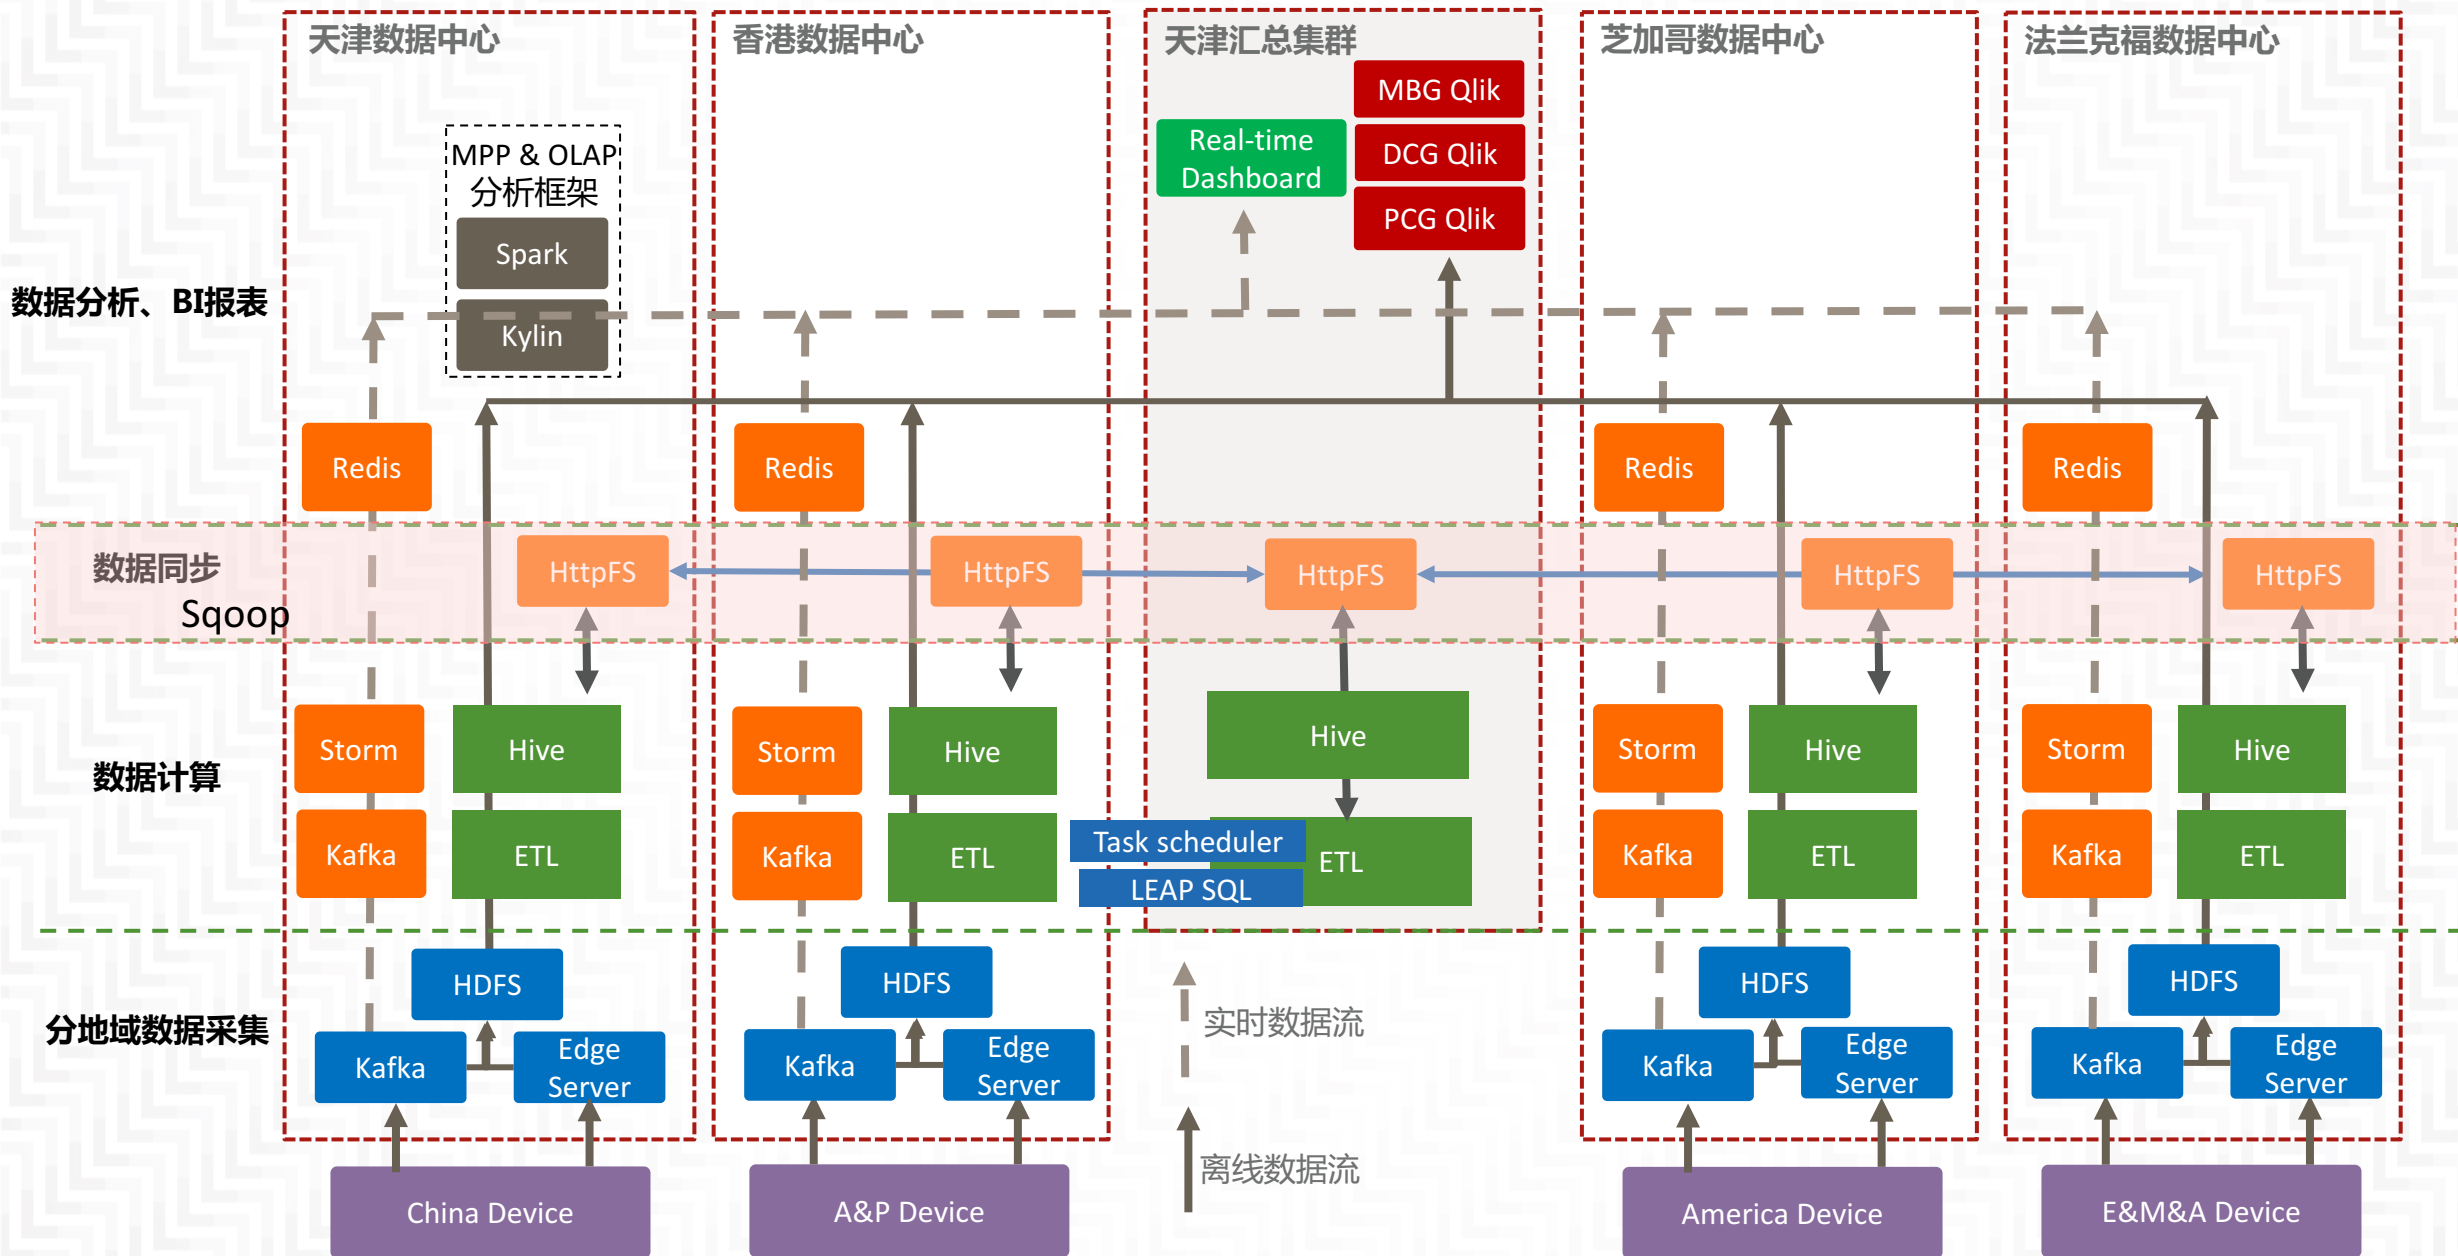 天津数据中心
香港数据中心
天津汇总集群
芝加哥数据中心
法兰克福数据中心
MBG Qlik
Real-time
Dashboard
DCG Qlik
PCG Qlik
MPP & OLAP
分析框架
Spark
Kylin
数据分析、BI报表
Redis
Redis
Redis
Redis
数据同步
Sqoop
HttpFS
HttpFS
HttpFS
HttpFS
HttpFS
数据计算
Storm
Hive
Storm
Hive
Hive
Storm
Hive
Storm
Hive
Kafka
ETL
Kafka
ETL
Task scheduler
LEAP SQL
ETL
Kafka
ETL
Kafka
ETL
分地域数据采集
HDFS
HDFS
HDFS
HDFS
Kafka
Edge
Server
Kafka
Edge
Server
实时数据流
Kafka
Edge
Server
Kafka
Edge
Server
离线数据流
China Device
A&P Device
America Device
E&M&A Device